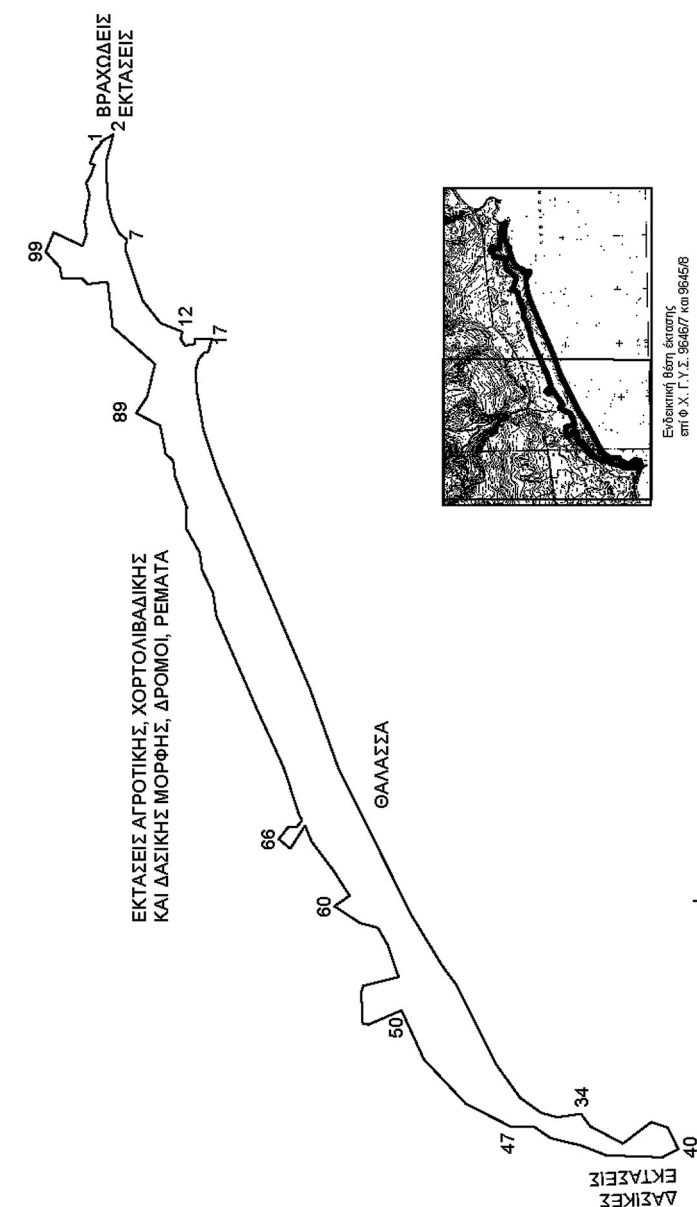 ΒΡΑΧΩΔΕΙΣ
ΕΚΤΑΣΕΙΣ
1
2
99
7
12
17
89
ΕΚΤΑΣΕΙΣ ΑΓΡΟΤΙΚΗΣ, ΧΟΡΤΟΛΙΒΑΔΙΚΗΣ
ΚΑΙ ΔΑΣΙΚΗΣ ΜΟΡΦΗΣ, ΔΡΟΜΟΙ, ΡΕΜΑΤΑ
ΘΑΛΑΣΣΑ
66
60
50
47
34
40
ΔΑΣΙΚΕΣ
ΕΚΤΑΣΕΙΣ
Ενδεικτική θέση έκτασης
επί Φ.Χ. Γ.Υ.Σ. 9646/7 και 9645/8